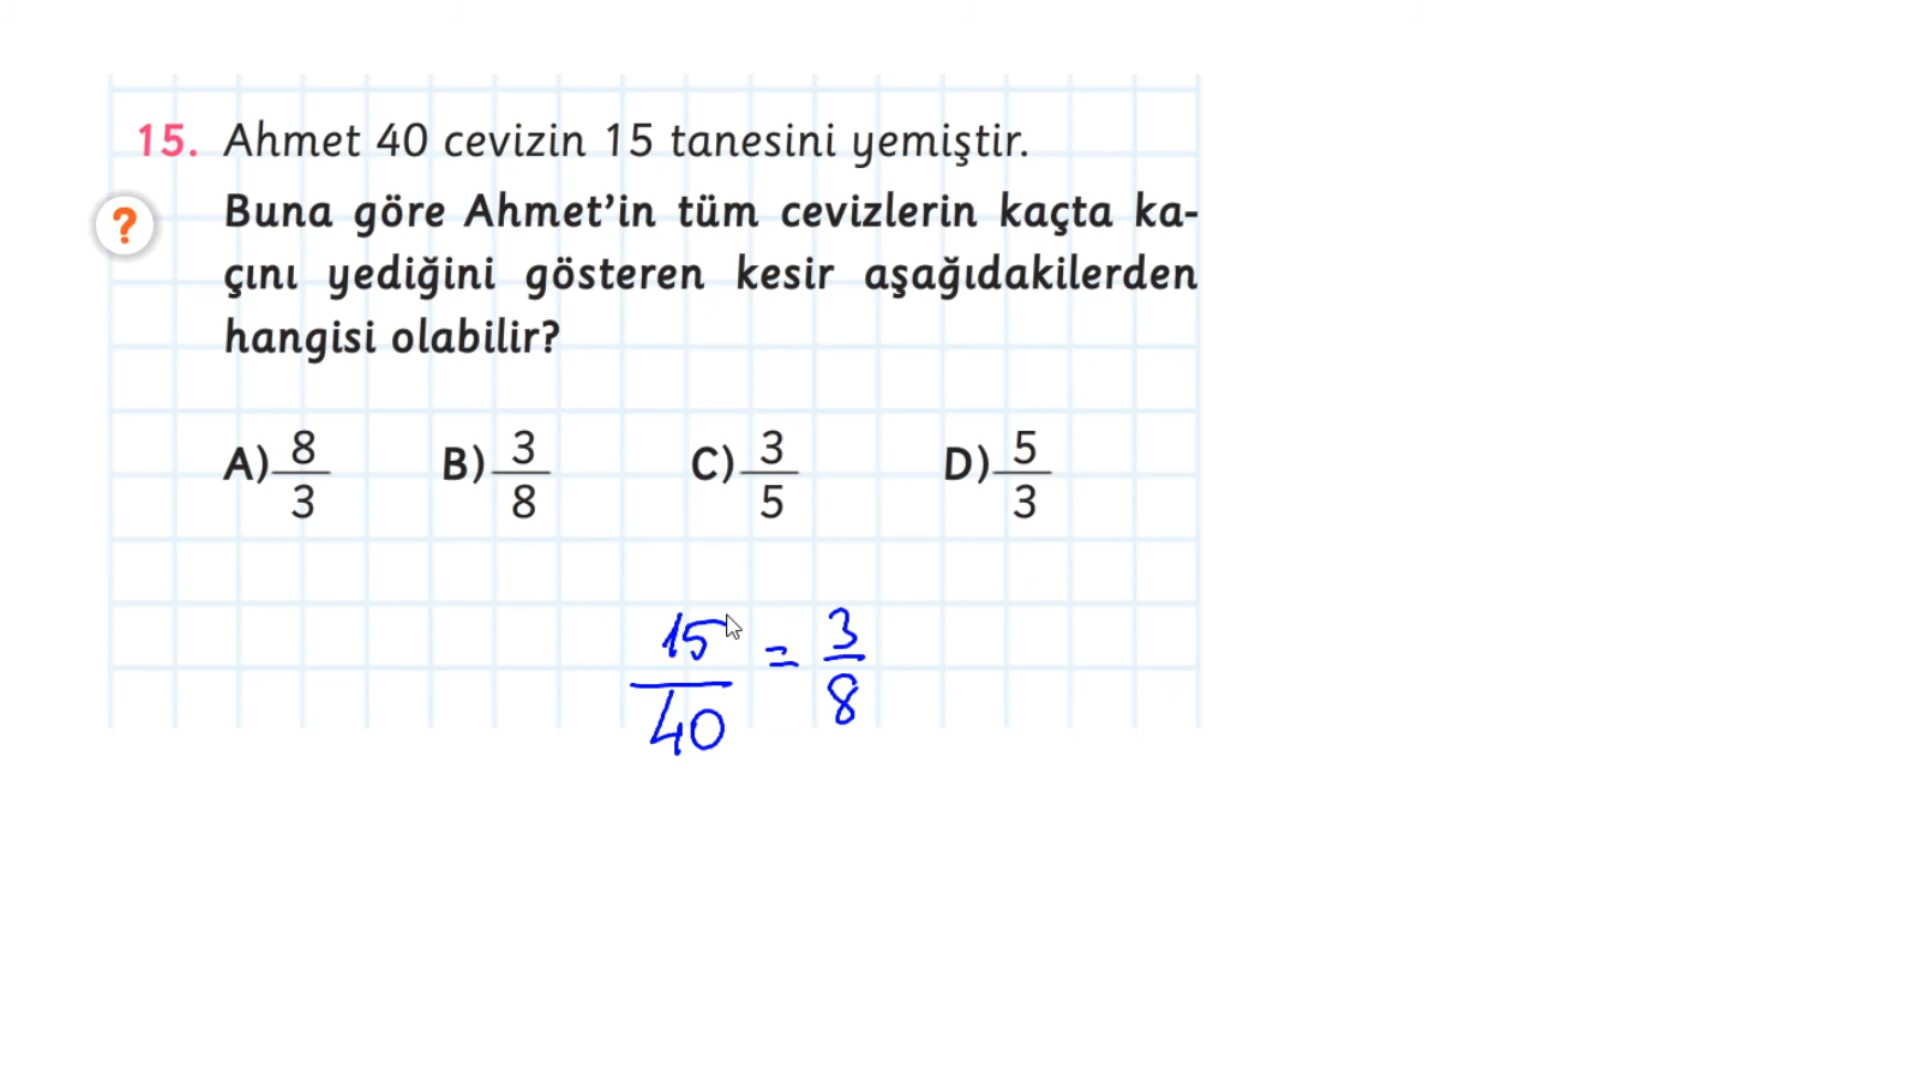 15. Ahmet 40 cevizin 15 tanesini yemiştir.
? Buna göre Ahmet’in tüm cevizlerin kaçta ka-
çını yediğini gösteren kesir aşağıdakilerden
hangisi olabilir?
A) 8/3 B) 3/8 C) 3/5 D) 5/3
15/40 = 3/8